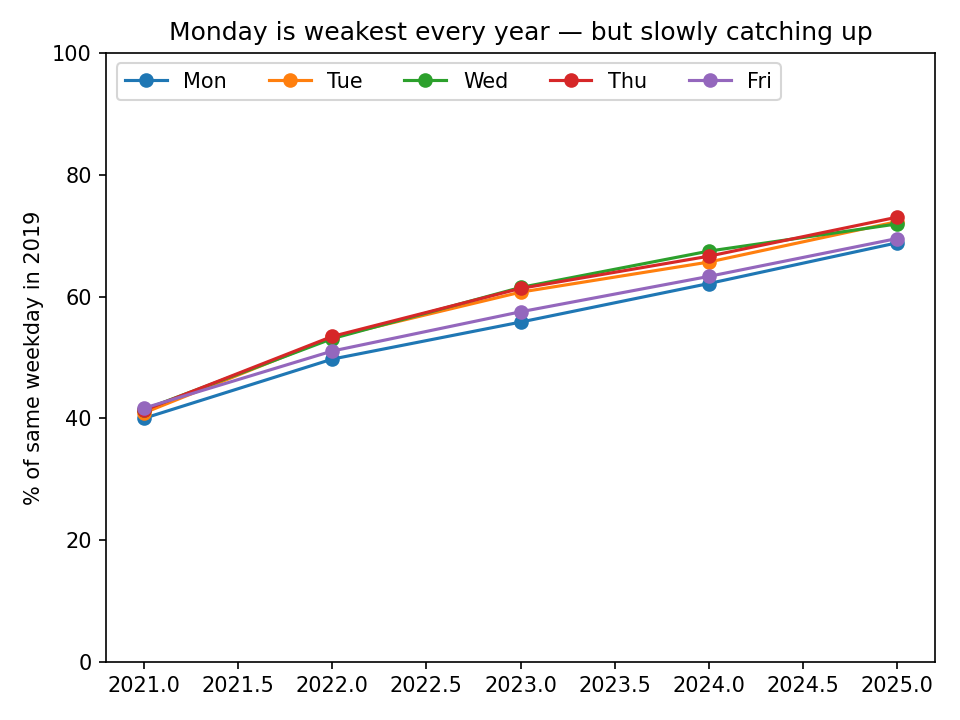 Monday is weakest every year — but slowly catching up
Mon Tue Wed Thu Fri
% of same weekday in 2019
100
80
60
40
20
0
2021.0 2021.5 2022.0 2022.5 2023.0 2023.5 2024.0 2024.5 2025.0